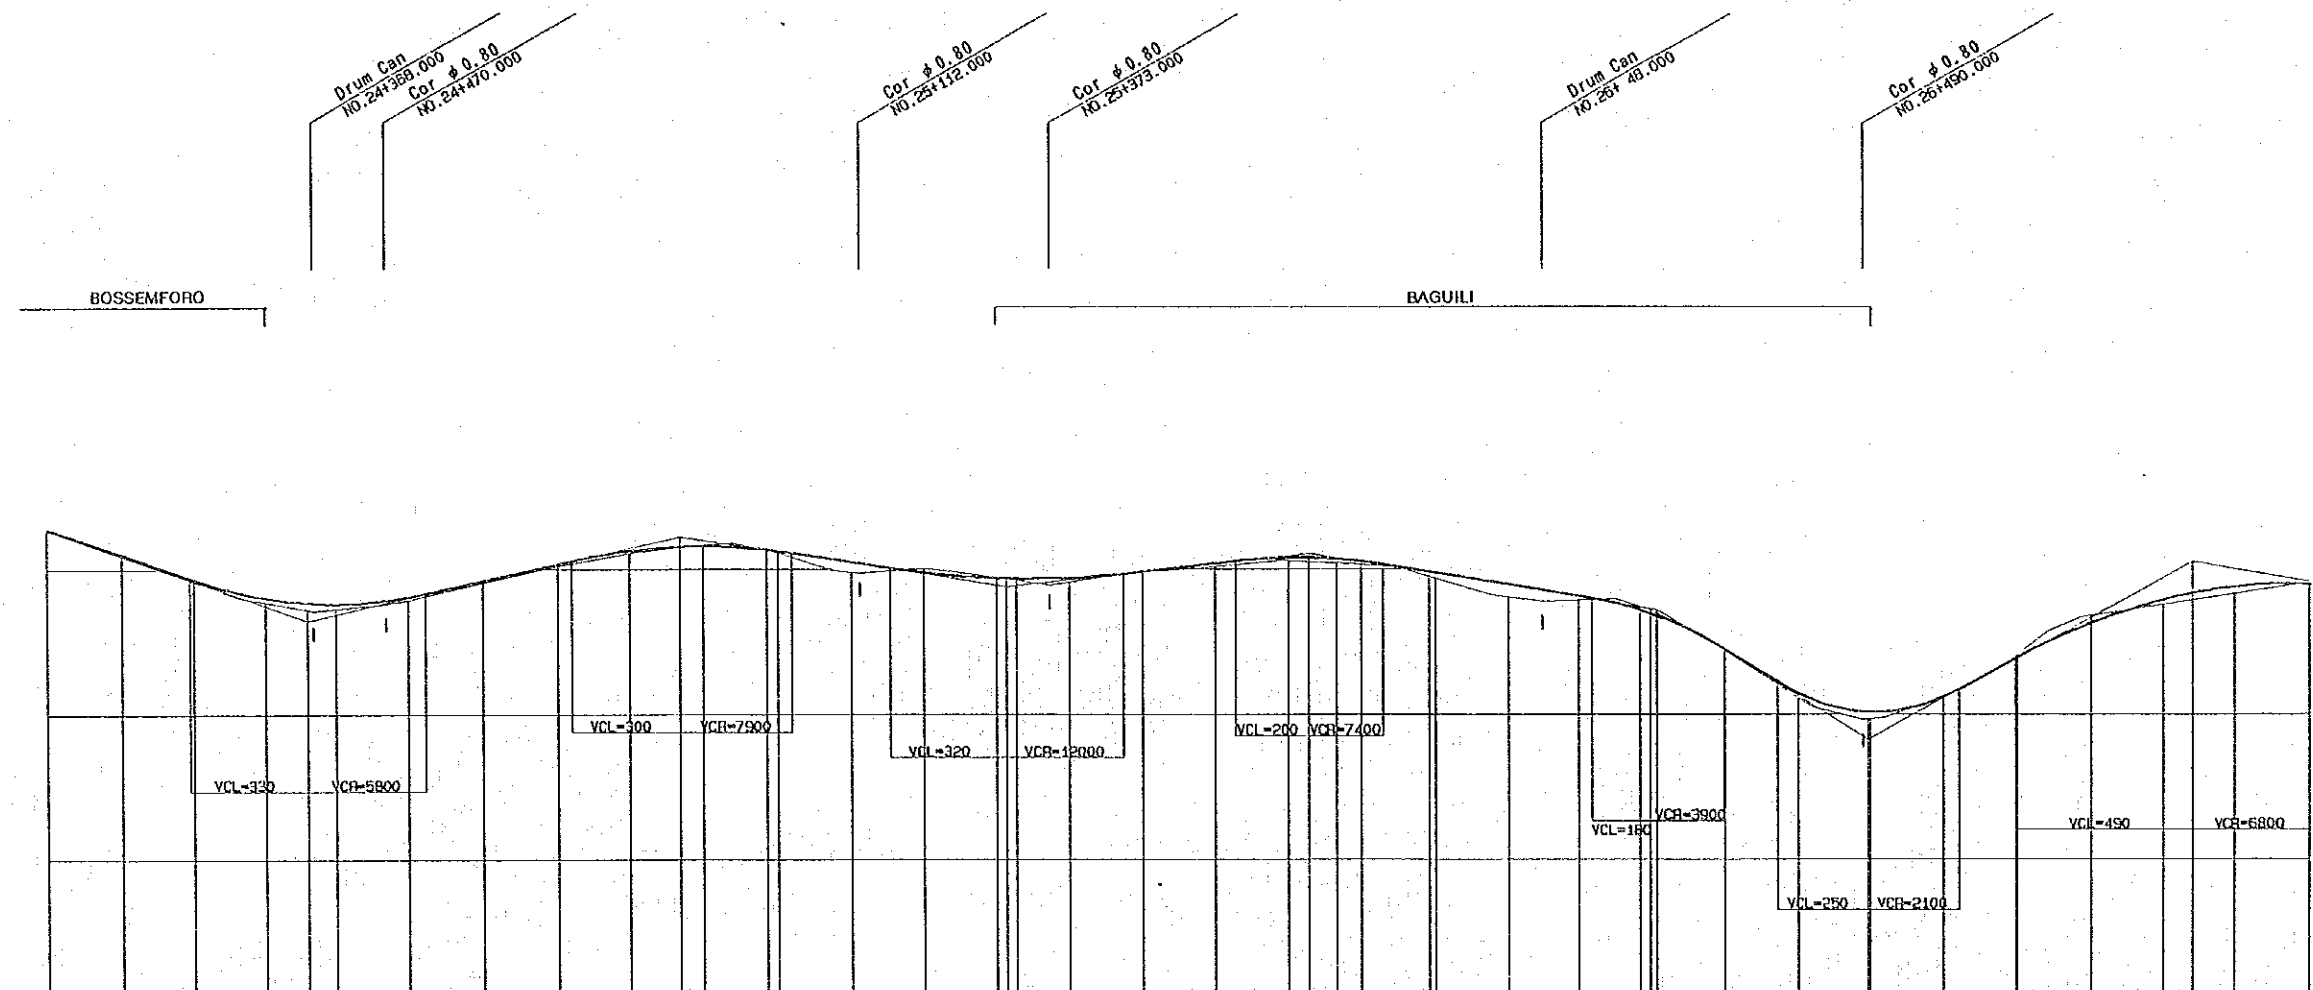 Drum Can
NO.24+368.000
Cor φ0.80
NO.24+470.000
Cor φ0.80
NO.25+112.000
Cor φ0.80
NO.25+373.000
Drum Can
NO.26+ 48.000
Cor φ0.80
NO.26+490.000
BOSSEMFORO
BAGUILI
VCL=330
VCR=5800
VCL=300
VCR=7900
VCL=320
VCR=12000
VCL=200
VCR=7400
VCL=180
VCR=3900
VCL=250
VCR=2100
VCL=490
VCR=6800